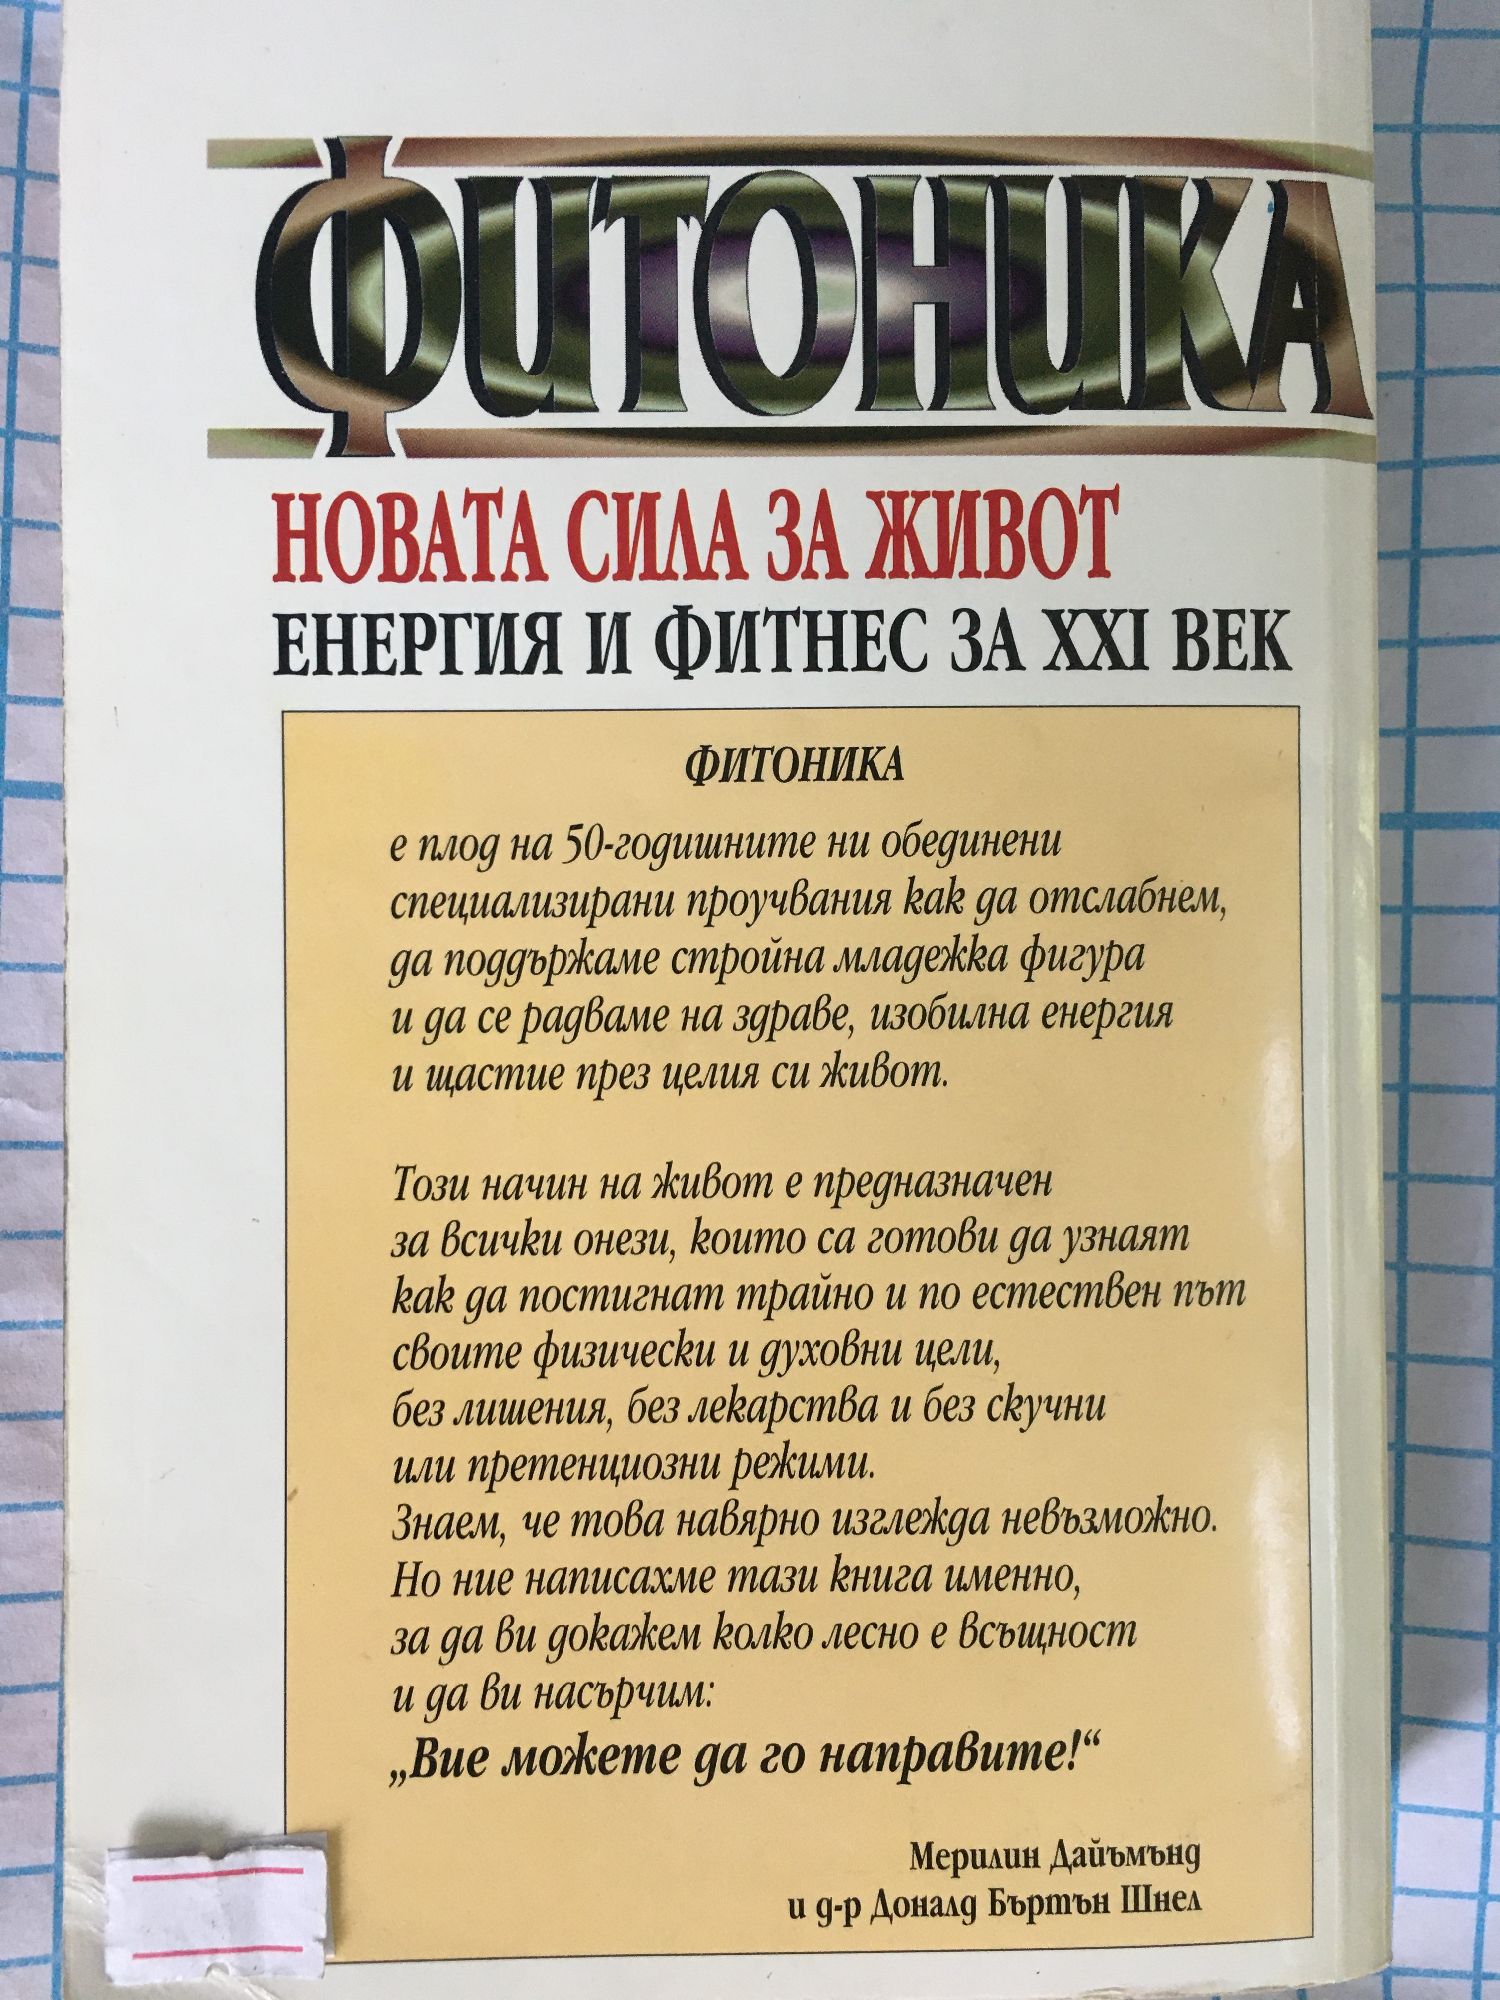 ФИТОНИКА
НОВАТА СИЛА ЗА ЖИВОТ
ЕНЕРГИЯ И ФИТНЕС ЗА XXI ВЕК
ФИТОНИКА
е плод на 50-годишните ни обединени
специализирани проучвания как да отслабнем,
да поддържаме стройна младежка фигура
и да се радваме на здраве, изобилна енергия
и щастие през целия си живот.
Този начин на живот е предназначен
за всички онези, които са готови да узнаят
как да постигнат трайно и по естествен път
своите физически и духовни цели,
без лишения, без лекарства и без скучни
или претенциозни режими.
Знаем, че това навярно изглежда невъзможно.
Но ние написахме тази книга именно,
за да ви докажем колко лесно е всъщност
и да ви насърчим:
„Вие можете да го направите!“
Мерилин Дайъмънд
и д-р Доналд Бъртън Шнел